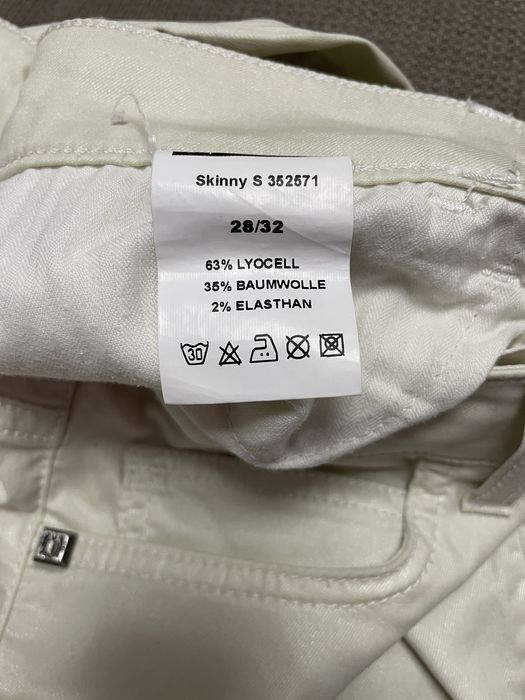 Skinny S 352571
28/32
63% LYOCELL
35% BAUMWOLLE
2% ELASTHAN
30